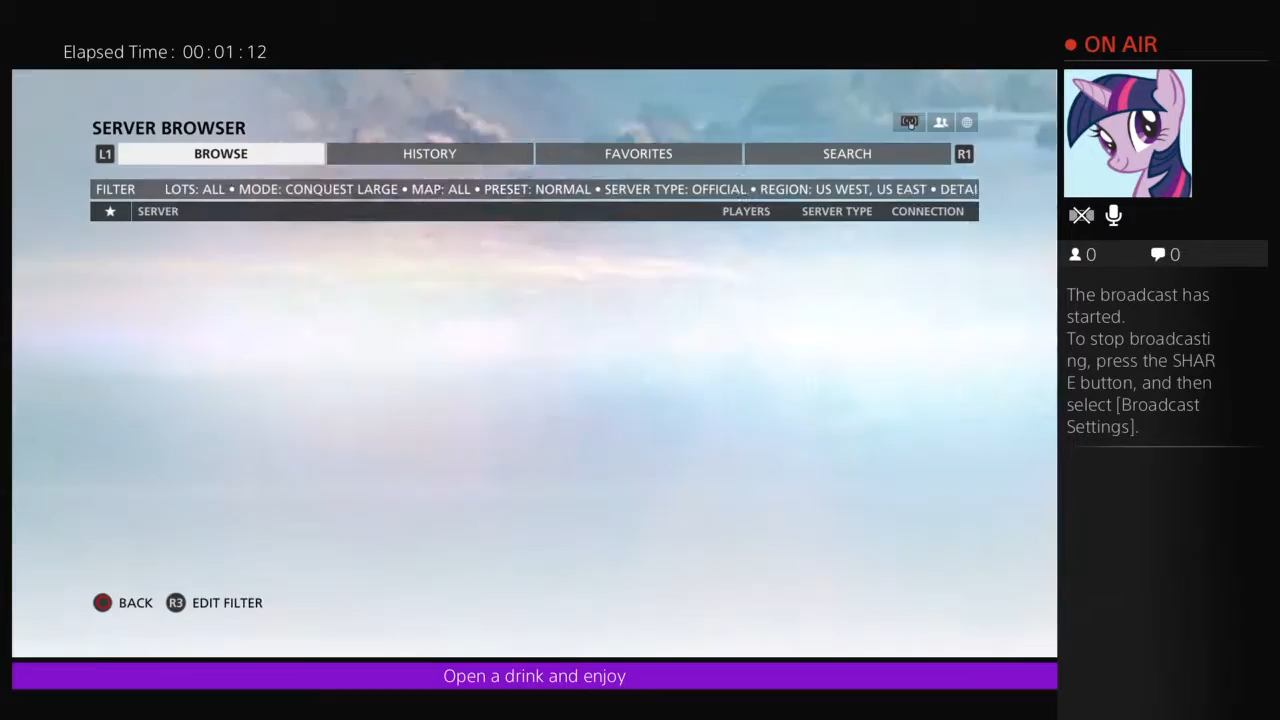 Elapsed Time: 00:01:12
ON AIR
SERVER BROWSER
L1 BROWSE HISTORY FAVORITES SEARCH R1
FILTER LOTS: ALL • MODE: CONQUEST LARGE • MAP: ALL • PRESET: NORMAL • SERVER TYPE: OFFICIAL • REGION: US WEST, US EAST • DETAI
★ SERVER PLAYERS SERVER TYPE CONNECTION
0 0
The broadcast has
started.
To stop broadcasti
ng, press the SHAR
E button, and then
select [Broadcast
Settings].
BACK R3 EDIT FILTER
Open a drink and enjoy